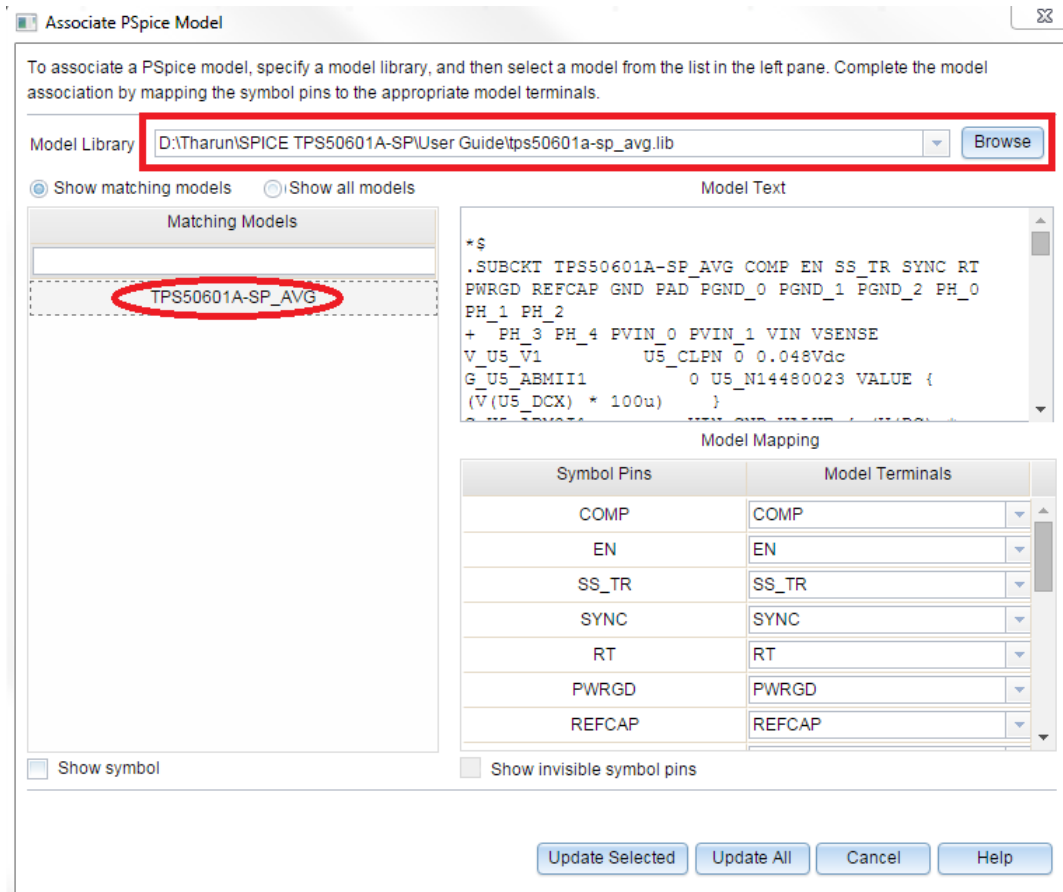 Associate PSpice Model
To associate a PSpice model, specify a model library, and then select a model from the list in the left pane. Complete the model
association by mapping the symbol pins to the appropriate model terminals.
Model Library
D:\Tharun\SPICE TPS50601A-SP\User Guide\tps50601a-sp_avg.lib
Browse
Show matching models
Show all models
Matching Models
TPS50601A-SP_AVG
Model Text
*$
.SUBCKT TPS50601A-SP_AVG COMP EN SS_TR SYNC RT
PWRGD REFCAP GND PAD PGND_0 PGND_1 PGND_2 PH_0
PH_1 PH_2
+ PH_3 PH_4 PVIN_0 PVIN_1 VIN VSENSE
V_U5_V1 U5_CLPN 0 0.048Vdc
G_U5_ABMII1 0 U5_N14480023 VALUE {
(V(U5_DCX) * 100u) }
Model Mapping
Symbol Pins Model Terminals
COMP COMP
EN EN
SS_TR SS_TR
SYNC SYNC
RT RT
PWRGD PWRGD
REFCAP REFCAP
Show symbol
Show invisible symbol pins
Update Selected
Update All
Cancel
Help